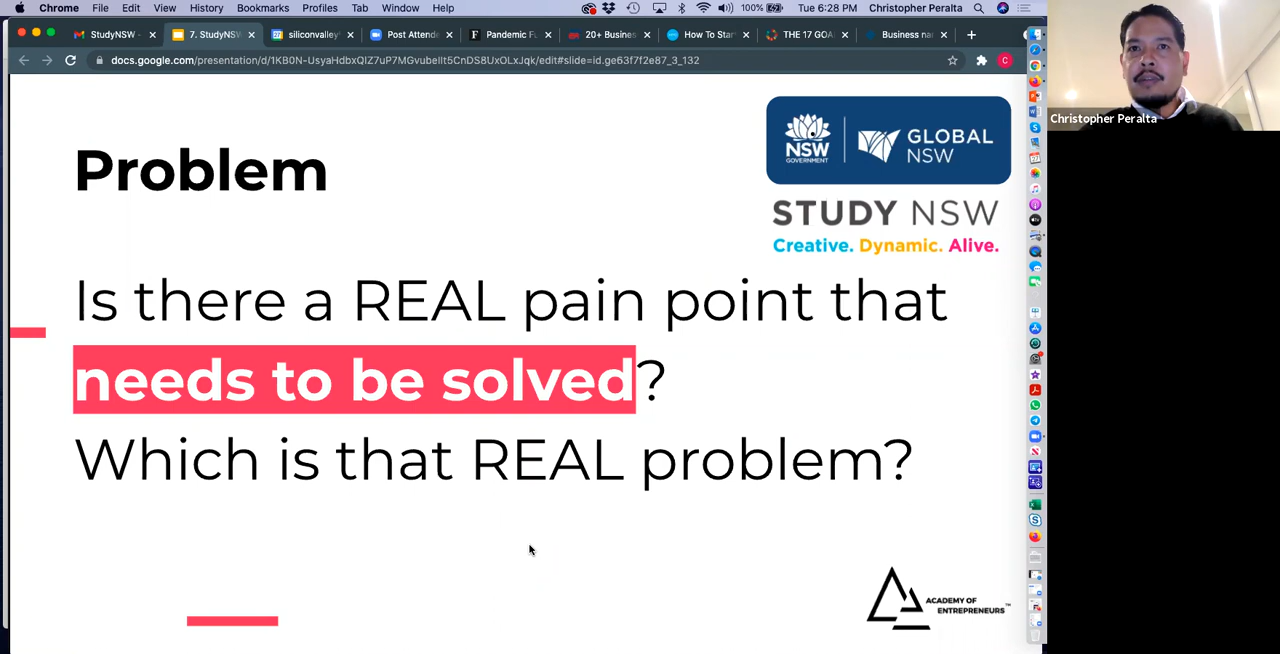 Chrome File Edit View History Bookmarks Profiles Tab Window Help 100% Tue 6:28 PM Christopher Peralta
StudyNSW - 7. StudyNS siliconvalley Post Attende Pandemic Fu 20+ Busines How To Star THE 17 GOA Business na
docs.google.com/presentation/d/1KB0N-UsyaHdbxQIZ7uP7MGvubeIIt5CnDS8UxOLxJqk/edit#slide=id.ge63f7f2e87_3_132
C
Christopher Peralta
NSW
GOVERNMENT
GLOBAL
NSW
STUDY NSW
Creative. Dynamic. Alive.
Problem
Is there a REAL pain point that
needs to be solved?
Which is that REAL problem?
ACADEMY OF
ENTREPRENEURS™